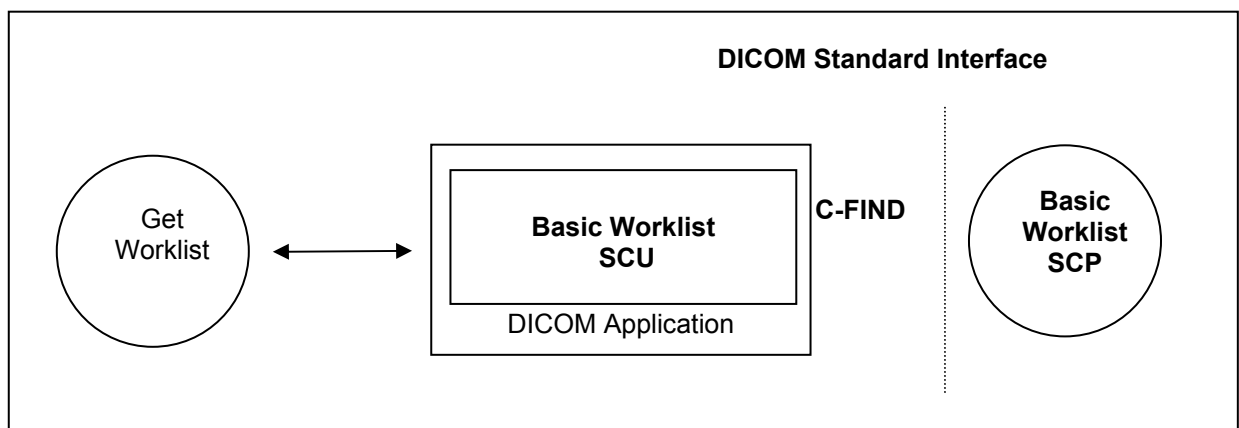 DICOM Standard Interface
Get
Worklist
Basic Worklist
SCU
DICOM Application
C-FIND
Basic
Worklist
SCP